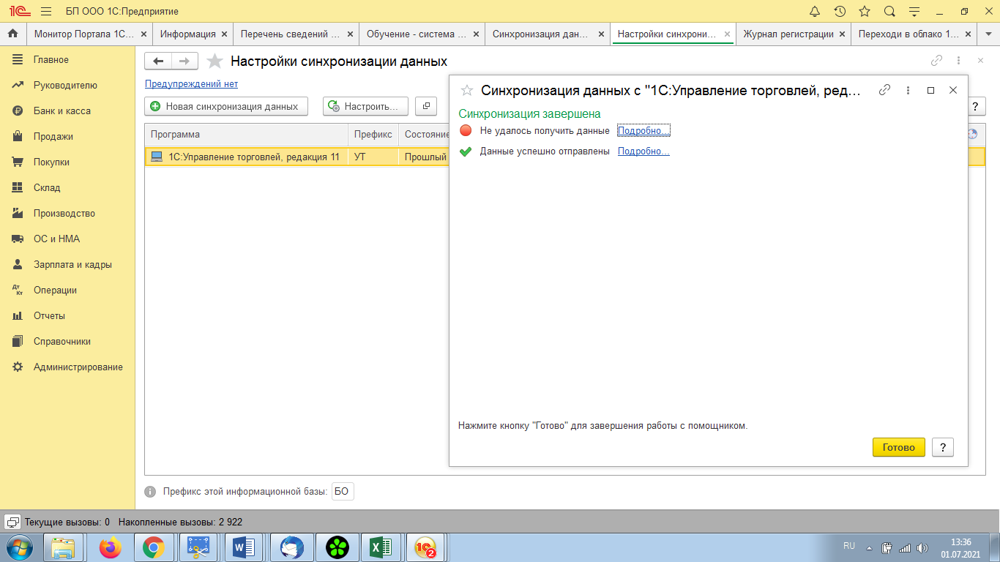 БП ООО 1С:Предприятие
Монитор Портала 1С...
Информация
Перечень сведений ...
Обучение - система ...
Синхронизация дан...
Настройки синхрони...
Журнал регистрации
Переходи в облако 1...
Главное
Руководителю
Банк и касса
Продажи
Покупки
Склад
Производство
ОС и НМА
Зарплата и кадры
Дт Кт Операции
Отчеты
Справочники
Администрирование
Настройки синхронизации данных
Предупреждений нет
Новая синхронизация данных
Настроить...
?
Программа
Префикс
Состояние
1С:Управление торговлей, редакция 11
УТ
Прошлый
Синхронизация данных с "1С:Управление торговлей, ред...
Синхронизация завершена
Не удалось получить данные Подробно...
Данные успешно отправлены Подробно...
Нажмите кнопку "Готово" для завершения работы с помощником.
Готово
?
Префикс этой информационной базы: БО
Текущие вызовы: 0 Накопленные вызовы: 2 922
RU
13:36
01.07.2021